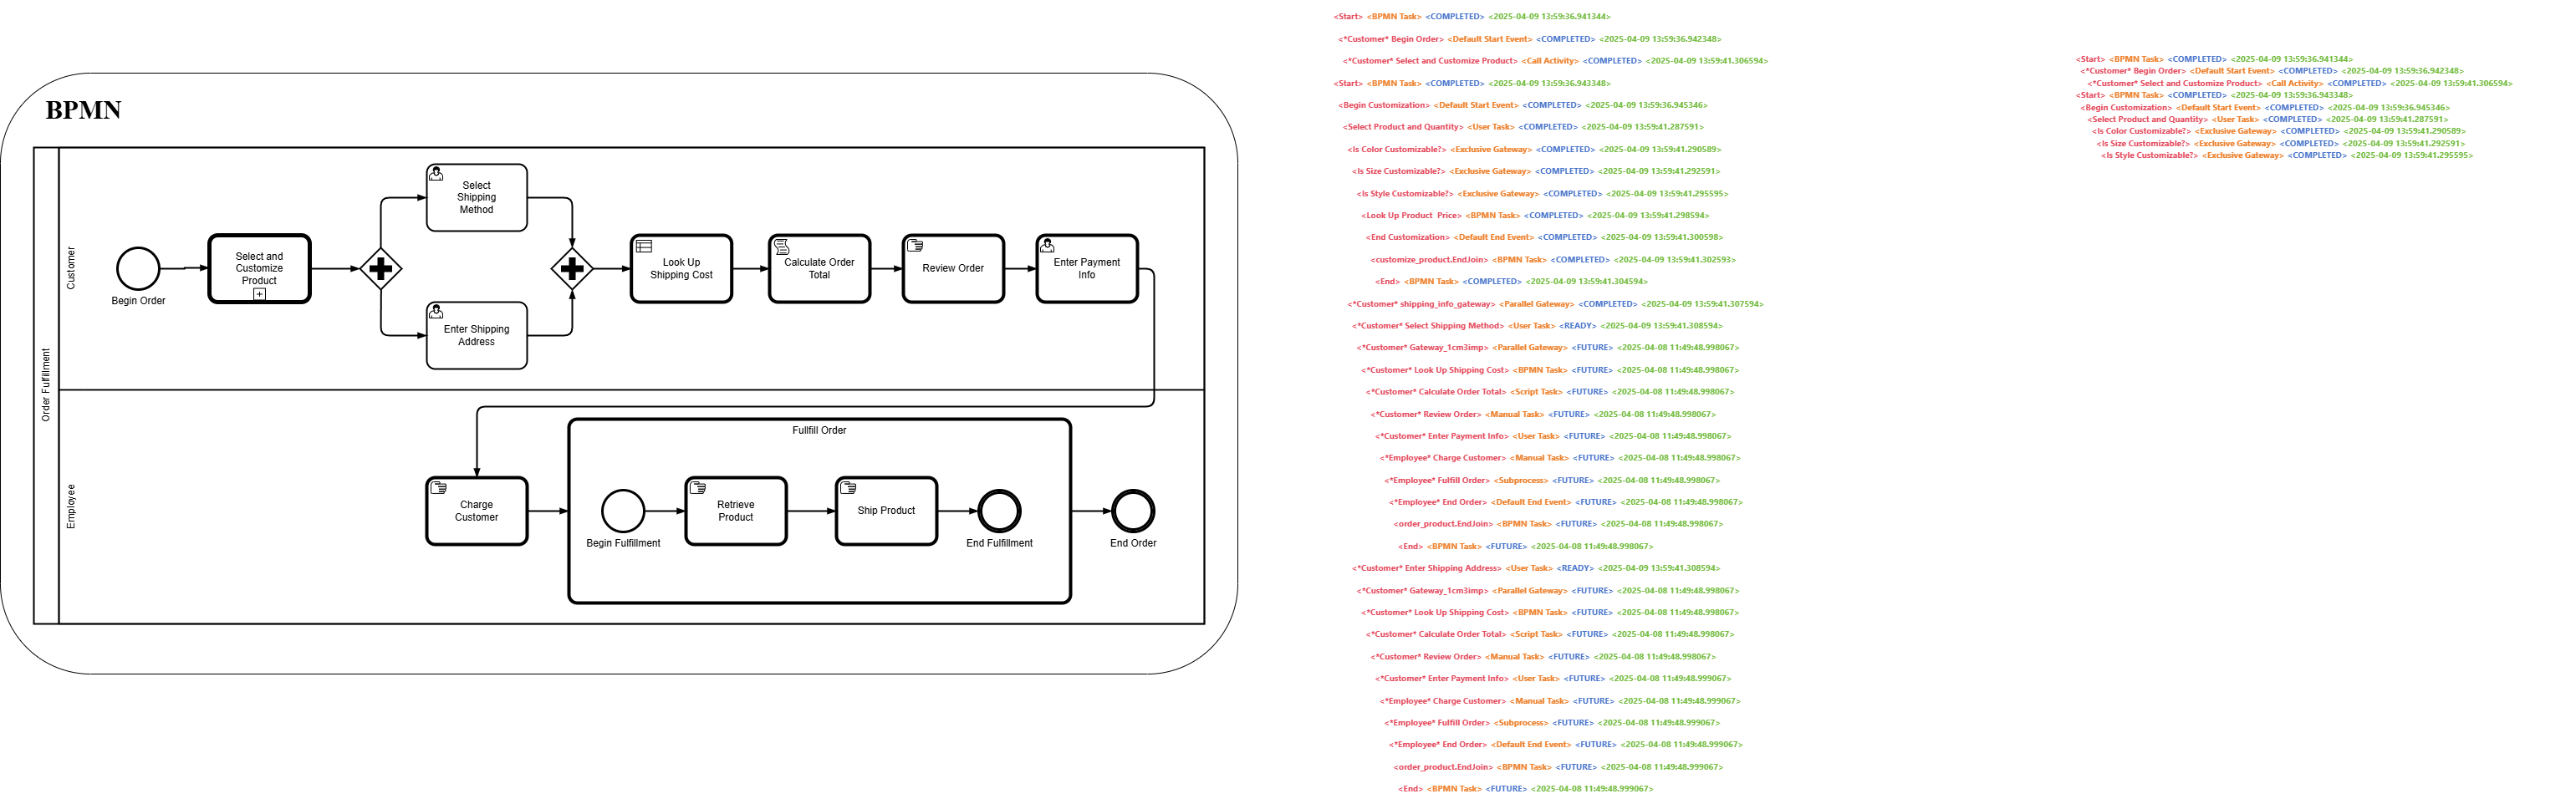 BPMN
Order Fulfillment
Customer
Begin Order
Select and
Customize
Product
Select
Shipping
Method
Enter Shipping
Address
Look Up
Shipping Cost
Calculate Order
Total
Review Order
Enter Payment
Info
Employee
Charge
Customer
Fullfill Order
Begin Fulfillment
Retrieve
Product
Ship Product
End Fulfillment
End Order
<Start> <BPMN Task> <COMPLETED> <2025-04-09 13:59:36.941344>
<*Customer* Begin Order> <Default Start Event> <COMPLETED> <2025-04-09 13:59:36.942348>
<*Customer* Select and Customize Product> <Call Activity> <COMPLETED> <2025-04-09 13:59:41.306594>
<Start> <BPMN Task> <COMPLETED> <2025-04-09 13:59:36.943348>
<Begin Customization> <Default Start Event> <COMPLETED> <2025-04-09 13:59:36.945346>
<Select Product and Quantity> <User Task> <COMPLETED> <2025-04-09 13:59:41.287591>
<Is Color Customizable?> <Exclusive Gateway> <COMPLETED> <2025-04-09 13:59:41.290589>
<Is Size Customizable?> <Exclusive Gateway> <COMPLETED> <2025-04-09 13:59:41.292591>
<Is Style Customizable?> <Exclusive Gateway> <COMPLETED> <2025-04-09 13:59:41.295595>
<Look Up Product  Price> <BPMN Task> <COMPLETED> <2025-04-09 13:59:41.298594>
<End Customization> <Default End Event> <COMPLETED> <2025-04-09 13:59:41.300598>
<customize_product.EndJoin> <BPMN Task> <COMPLETED> <2025-04-09 13:59:41.302593>
<End> <BPMN Task> <COMPLETED> <2025-04-09 13:59:41.304594>
<*Customer* shipping_info_gateway> <Parallel Gateway> <COMPLETED> <2025-04-09 13:59:41.307594>
<*Customer* Select Shipping Method> <User Task> <READY> <2025-04-09 13:59:41.308594>
<*Customer* Gateway_1cm3imp> <Parallel Gateway> <FUTURE> <2025-04-08 11:49:48.998067>
<*Customer* Look Up Shipping Cost> <BPMN Task> <FUTURE> <2025-04-08 11:49:48.998067>
<*Customer* Calculate Order Total> <Script Task> <FUTURE> <2025-04-08 11:49:48.998067>
<*Customer* Review Order> <Manual Task> <FUTURE> <2025-04-08 11:49:48.998067>
<*Customer* Enter Payment Info> <User Task> <FUTURE> <2025-04-08 11:49:48.998067>
<*Employee* Charge Customer> <Manual Task> <FUTURE> <2025-04-08 11:49:48.998067>
<*Employee* Fulfill Order> <Subprocess> <FUTURE> <2025-04-08 11:49:48.998067>
<*Employee* End Order> <Default End Event> <FUTURE> <2025-04-08 11:49:48.998067>
<order_product.EndJoin> <BPMN Task> <FUTURE> <2025-04-08 11:49:48.998067>
<End> <BPMN Task> <FUTURE> <2025-04-08 11:49:48.998067>
<*Customer* Enter Shipping Address> <User Task> <READY> <2025-04-09 13:59:41.308594>
<*Customer* Gateway_1cm3imp> <Parallel Gateway> <FUTURE> <2025-04-08 11:49:48.998067>
<*Customer* Look Up Shipping Cost> <BPMN Task> <FUTURE> <2025-04-08 11:49:48.998067>
<*Customer* Calculate Order Total> <Script Task> <FUTURE> <2025-04-08 11:49:48.998067>
<*Customer* Review Order> <Manual Task> <FUTURE> <2025-04-08 11:49:48.998067>
<*Customer* Enter Payment Info> <User Task> <FUTURE> <2025-04-08 11:49:48.999067>
<*Employee* Charge Customer> <Manual Task> <FUTURE> <2025-04-08 11:49:48.999067>
<*Employee* Fulfill Order> <Subprocess> <FUTURE> <2025-04-08 11:49:48.999067>
<*Employee* End Order> <Default End Event> <FUTURE> <2025-04-08 11:49:48.999067>
<order_product.EndJoin> <BPMN Task> <FUTURE> <2025-04-08 11:49:48.999067>
<End> <BPMN Task> <FUTURE> <2025-04-08 11:49:48.999067>
<Start> <BPMN Task> <COMPLETED> <2025-04-09 13:59:36.941344>
<*Customer* Begin Order> <Default Start Event> <COMPLETED> <2025-04-09 13:59:36.942348>
<*Customer* Select and Customize Product> <Call Activity> <COMPLETED> <2025-04-09 13:59:41.306594>
<Start> <BPMN Task> <COMPLETED> <2025-04-09 13:59:36.943348>
<Begin Customization> <Default Start Event> <COMPLETED> <2025-04-09 13:59:36.945346>
<Select Product and Quantity> <User Task> <COMPLETED> <2025-04-09 13:59:41.287591>
<Is Color Customizable?> <Exclusive Gateway> <COMPLETED> <2025-04-09 13:59:41.290589>
<Is Size Customizable?> <Exclusive Gateway> <COMPLETED> <2025-04-09 13:59:41.292591>
<Is Style Customizable?> <Exclusive Gateway> <COMPLETED> <2025-04-09 13:59:41.295595>